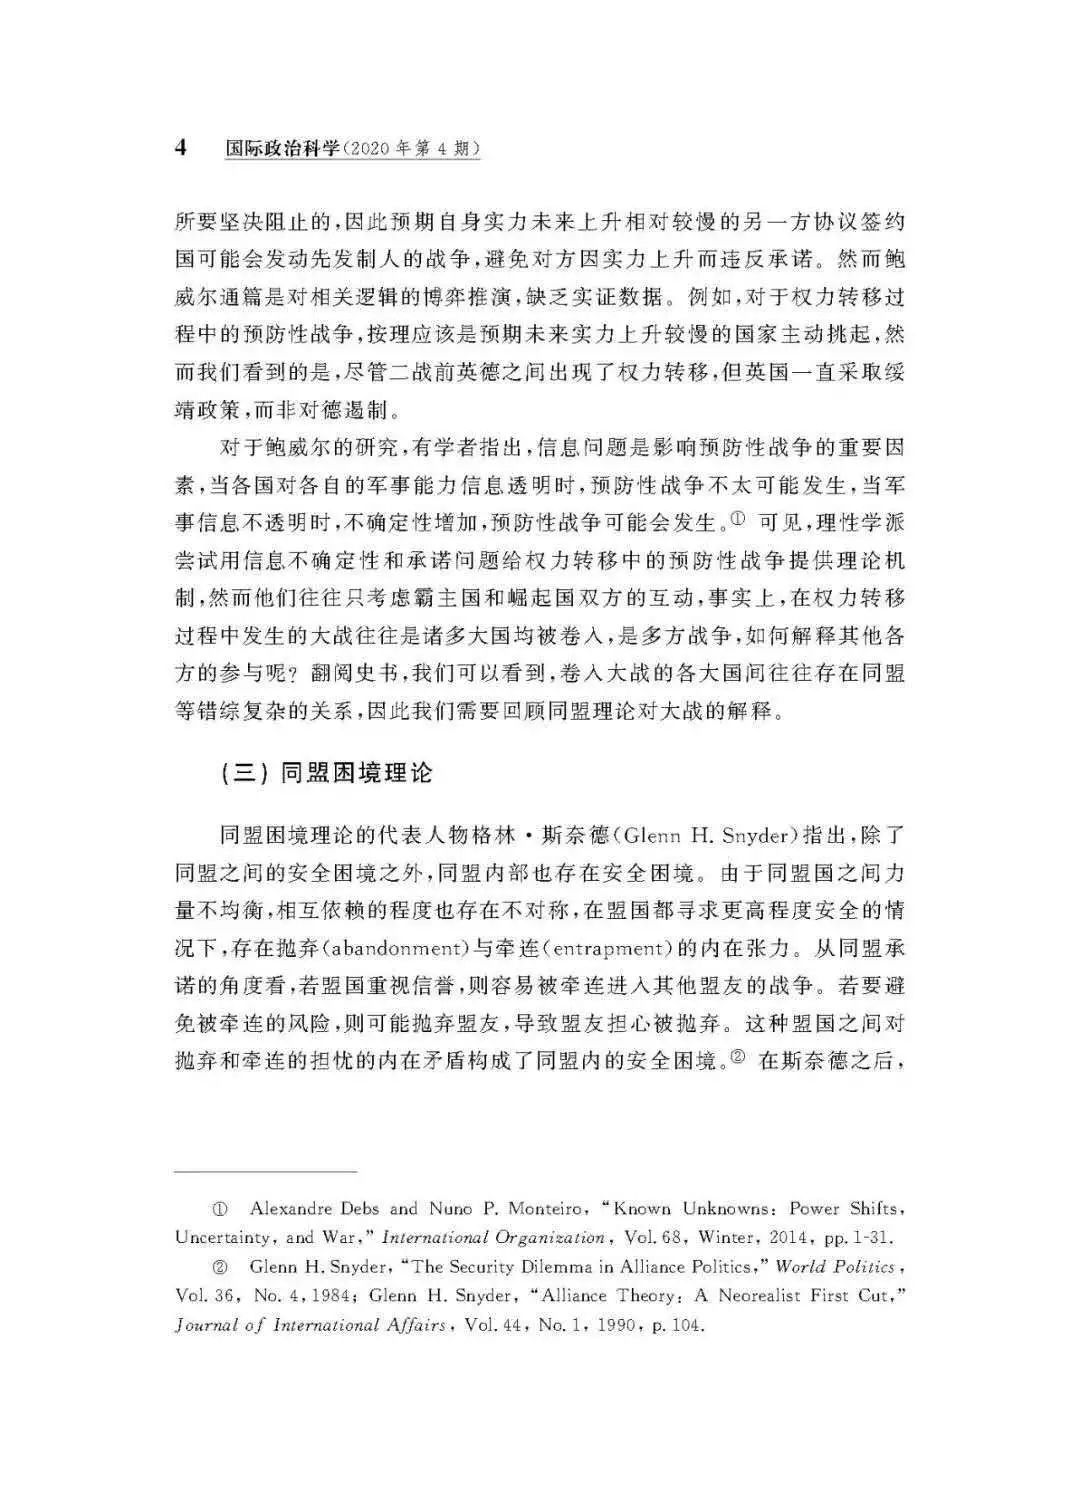 4 国际政治科学(2020 年第 4 期)
所要坚决阻止的,因此预期自身实力未来上升相对较慢的另一方协议签约
国可能会发动先发制人的战争,避免对方因实力上升而违反承诺。然而鲍
威尔通篇是对相关逻辑的博弈推演,缺乏实证数据。例如,对于权力转移过
程中的预防性战争,按理应该是预期未来实力上升较慢的国家主动挑起,然
而我们看到的是,尽管二战前英德之间出现了权力转移,但英国一直采取绥
靖政策,而非对德遏制。
对于鲍威尔的研究,有学者指出,信息问题是影响预防性战争的重要因
素,当各国对各自的军事能力信息透明时,预防性战争不太可能发生,当军
事信息不透明时,不确定性增加,预防性战争可能会发生。① 可见,理性学派
尝试用信息不确定性和承诺问题给权力转移中的预防性战争提供理论机
制,然而他们往往只考虑霸主国和崛起国双方的互动,事实上,在权力转移
过程中发生的大战往往是诸多大国均被卷入,是多方战争,如何解释其他各
方的参与呢? 翻阅史书,我们可以看到,卷入大战的各大国间往往存在同盟
等错综复杂的关系,因此我们需要回顾同盟理论对大战的解释。
(三) 同盟困境理论
同盟困境理论的代表人物格林·斯奈德(Glenn H. Snyder)指出,除了
同盟之间的安全困境之外,同盟内部也存在安全困境。由于同盟国之间力
量不均衡,相互依赖的程度也存在不对称,在盟国都寻求更高程度安全的情
况下,存在抛弃(abandonment)与牵连(entrapment)的内在张力。从同盟承
诺的角度看,若盟国重视信誉,则容易被牵连进入其他盟友的战争。若要避
免被牵连的风险,则可能抛弃盟友,导致盟友担心被抛弃。这种盟国之间对
抛弃和牵连的担忧的内在矛盾构成了同盟内的安全困境。② 在斯奈德之后,
① Alexandre Debs and Nuno P. Monteiro, “Known Unknowns: Power Shifts,
Uncertainty, and War,” International Organization, Vol. 68, Winter, 2014, pp. 1-31.
② Glenn H. Snyder, “The Security Dilemma in Alliance Politics,” World Politics,
Vol. 36, No. 4, 1984; Glenn H. Snyder, “Alliance Theory: A Neorealist First Cut,”
Journal of International Affairs, Vol. 44, No. 1, 1990, p. 104.